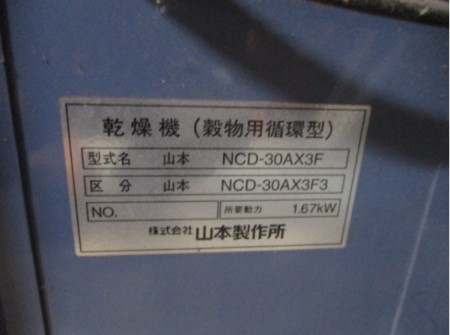 乾燥機（穀物用循環型）
型式名 山本 NCD-30AX3F
区分 山本 NCD-30AX3F3
NO. 所要動力 1.67kW
株式会社 山本製作所